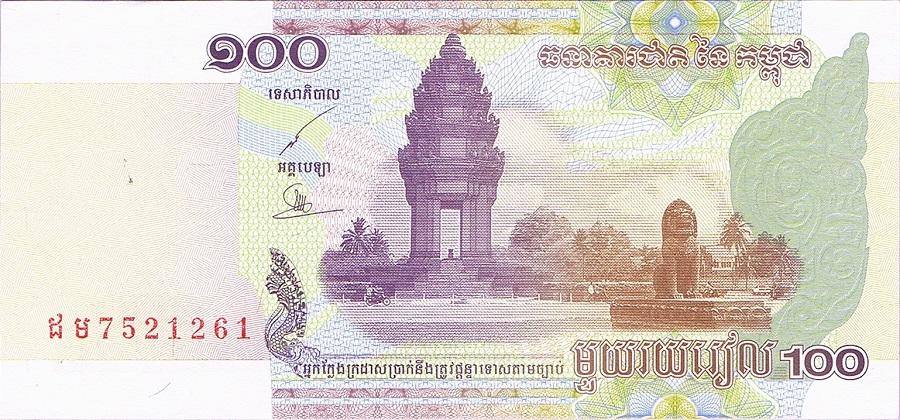 ១០០
ធនាគារជាតិ នៃ កម្ពុជា
ទេសាភិបាល
អគ្គបេឡា
ជម7521261
អ្នកក្លែងក្រដាសប្រាក់នឹងត្រូវផ្ដន្ទាទោសតាមច្បាប់
មួយរយរៀល 100